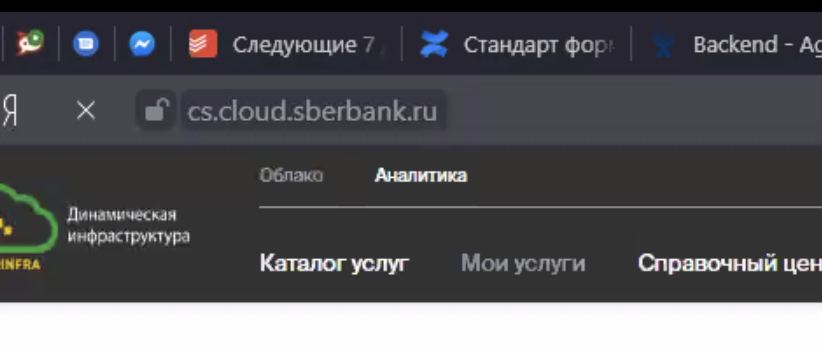 Следующие 7 Стандарт фор Backend - Ag
Я cs.cloud.sberbank.ru
Облако Аналитика
Динамическая
инфраструктура
INFRA
Каталог услуг Мои услуги Справочный цен